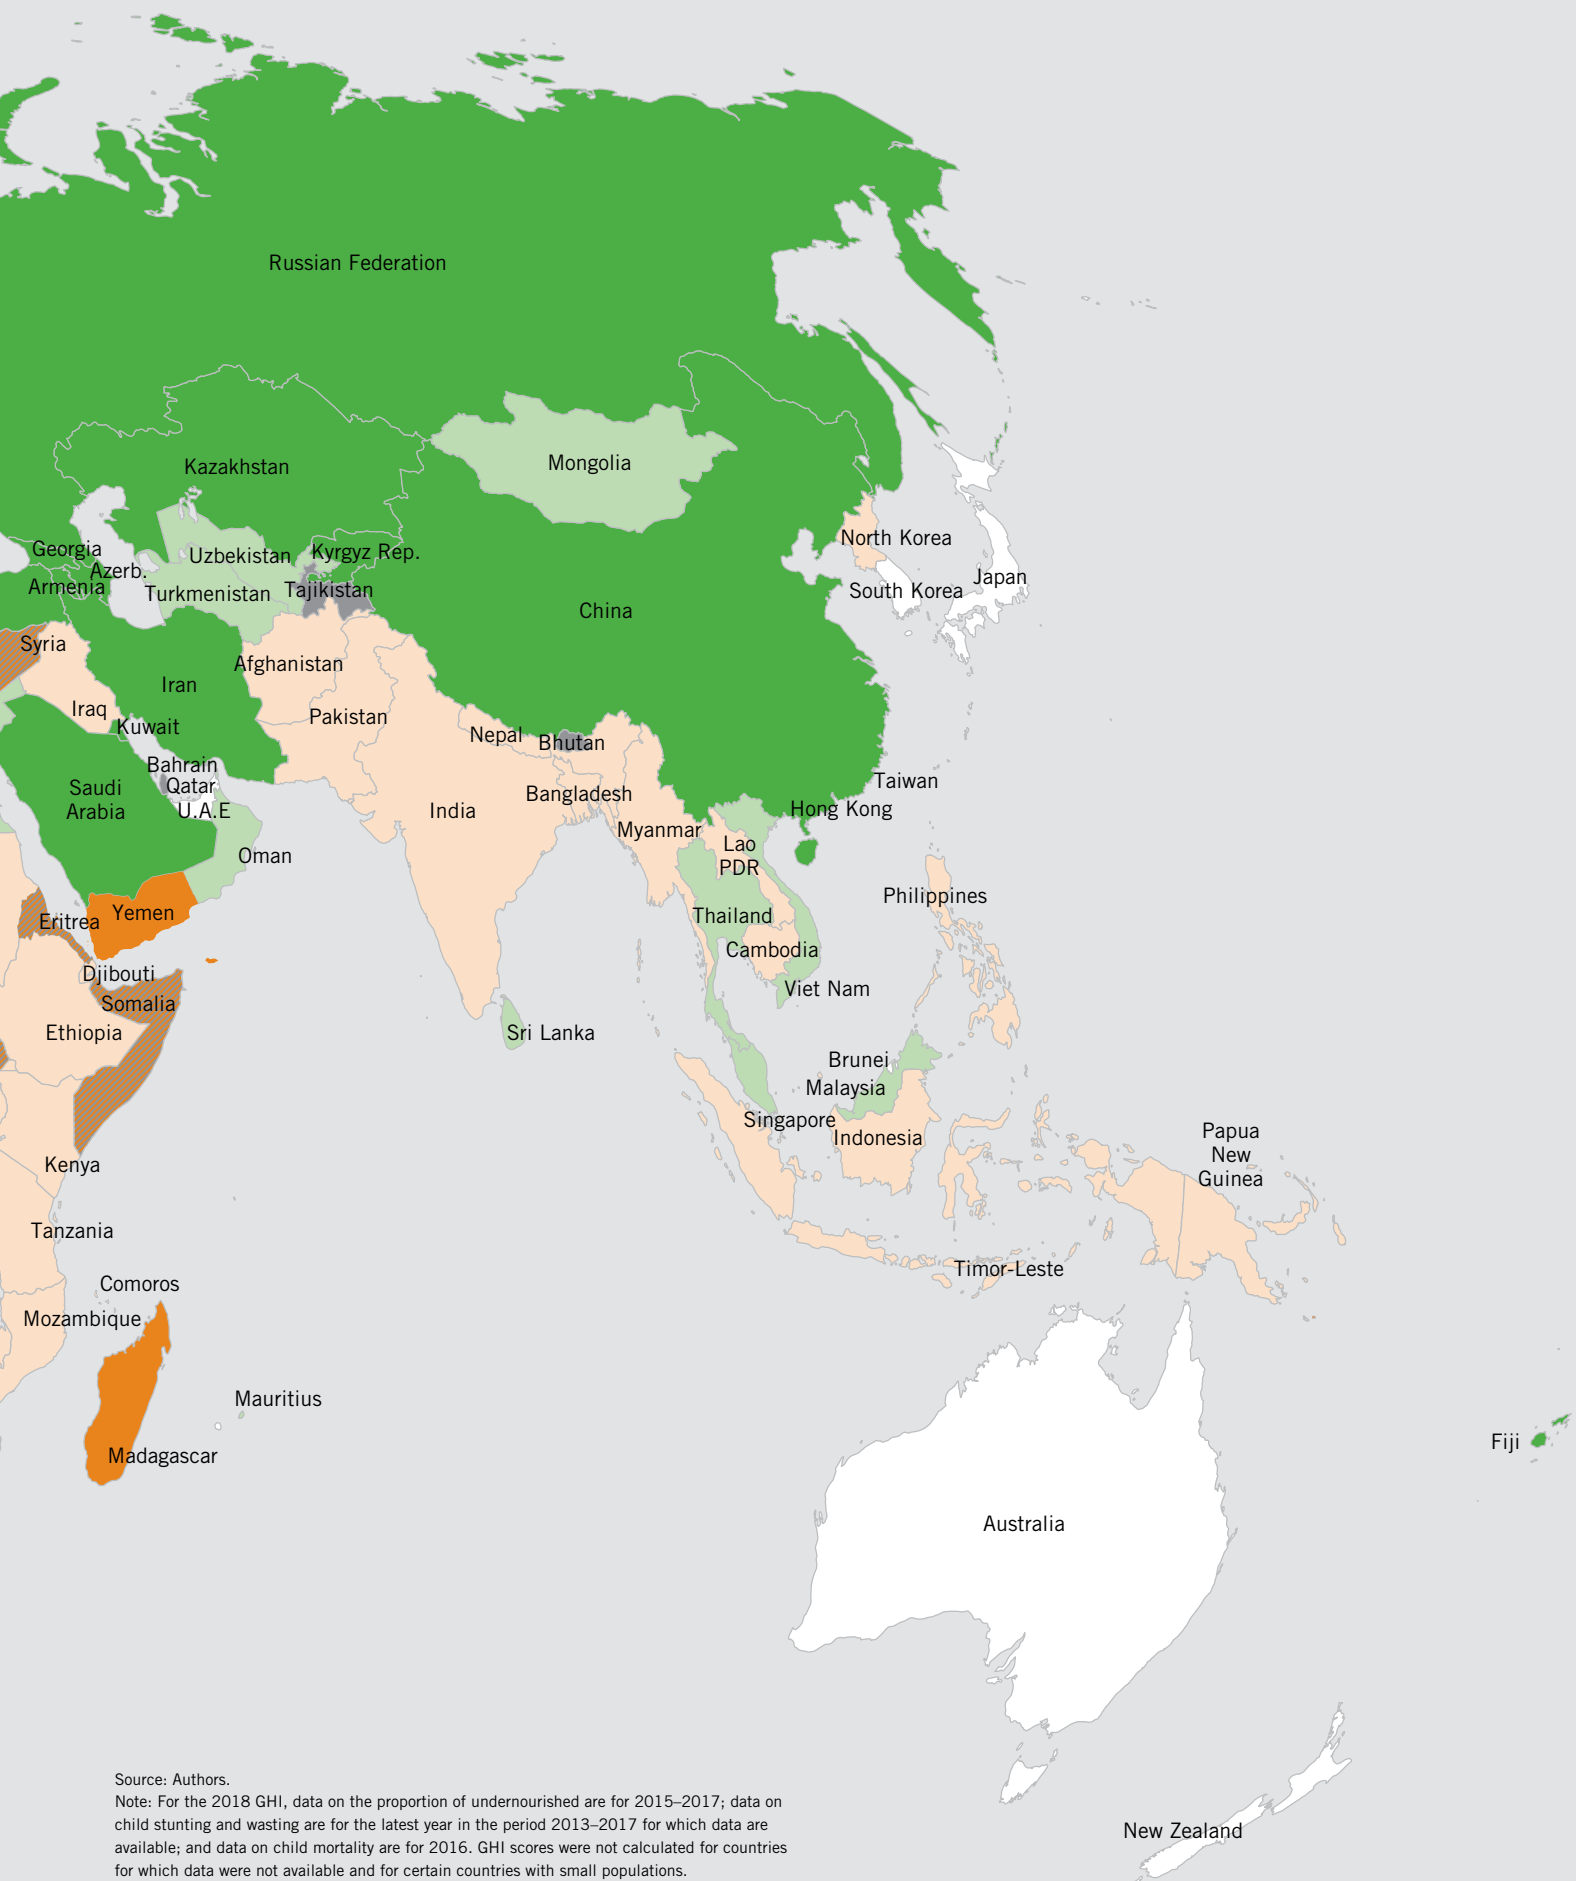 Russian Federation
Kazakhstan
Mongolia
Georgia
Uzbekistan
Kyrgyz Rep.
North Korea
Azerb.
Armenia
Turkmenistan
Tajikistan
South Korea
Japan
China
Syria
Afghanistan
Iran
Iraq
Kuwait
Pakistan
Nepal
Bhutan
Bahrain
Qatar
Saudi
Arabia
U.A.E
India
Bangladesh
Taiwan
Hong Kong
Myanmar
Lao
PDR
Oman
Philippines
Eritrea
Yemen
Thailand
Cambodia
Djibouti
Somalia
Viet Nam
Ethiopia
Sri Lanka
Brunei
Malaysia
Singapore
Indonesia
Papua
New
Guinea
Kenya
Tanzania
Timor-Leste
Comoros
Mozambique
Mauritius
Madagascar
Fiji
Australia
New Zealand
Source: Authors.
Note: For the 2018 GHI, data on the proportion of undernourished are for 2015–2017; data on
child stunting and wasting are for the latest year in the period 2013–2017 for which data are
available; and data on child mortality are for 2016. GHI scores were not calculated for countries
for which data were not available and for certain countries with small populations.